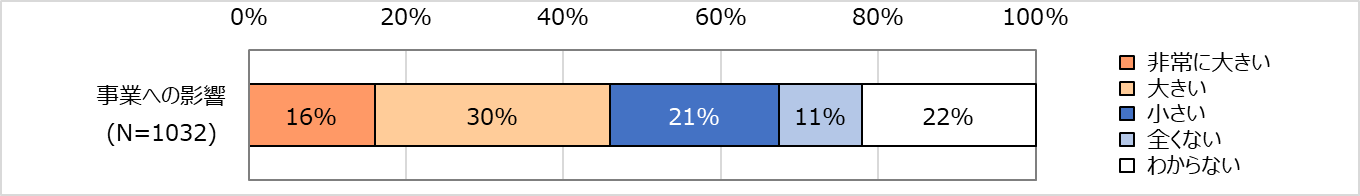 0% 20% 40% 60% 80% 100%
事業への影響
(N=1032)
16% 30% 21% 11% 22%
非常に大きい
大きい
小さい
全くない
わからない